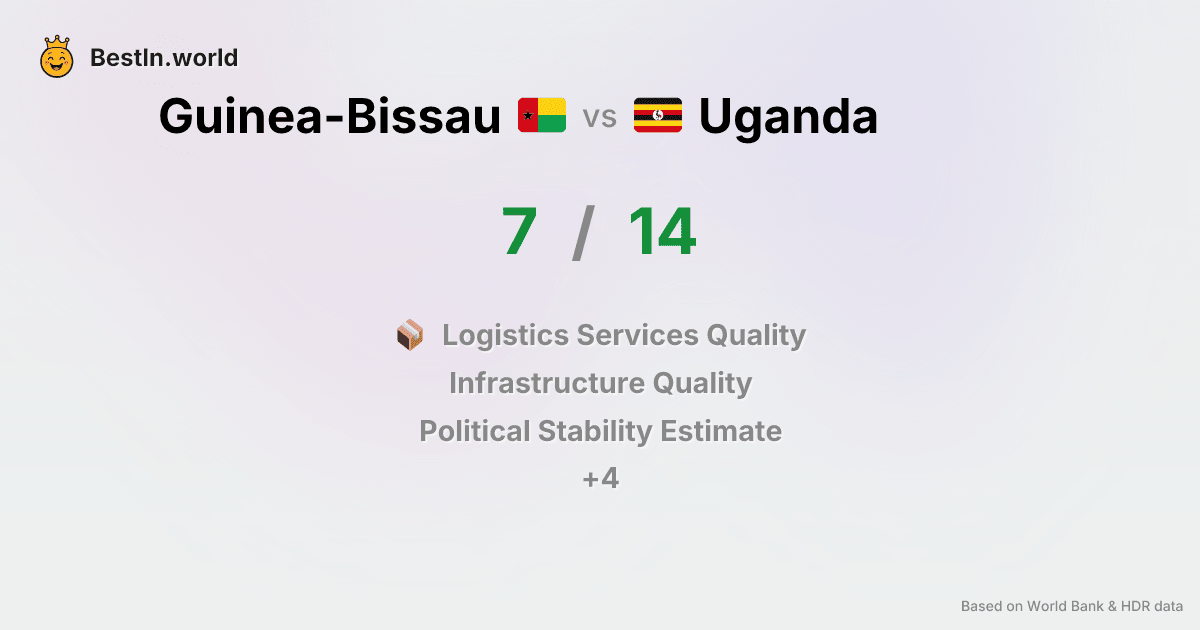 BestIn.world
Guinea-Bissau vs Uganda
7 / 14
Logistics Services Quality
Infrastructure Quality
Political Stability Estimate
+4
Based on World Bank & HDR data